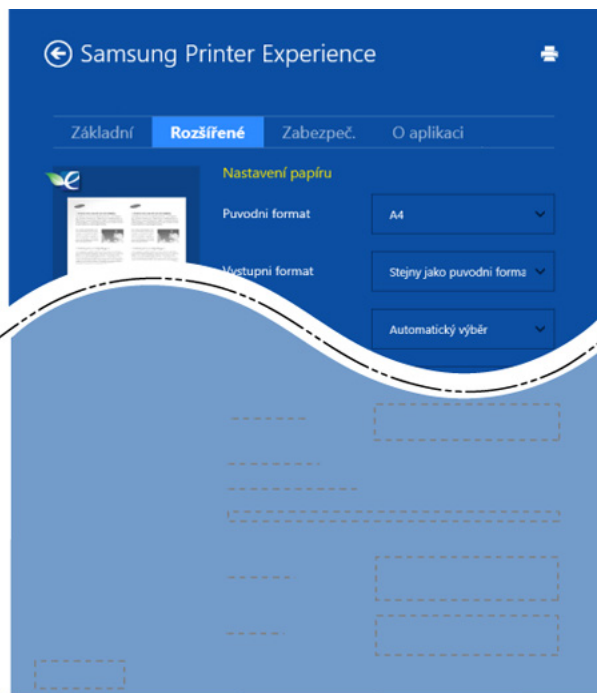 Samsung Printer Experience
Základní Rozšířené Zabezpeč. O aplikaci
Nastavení papíru
Puvodni format A4
Vystupni format Stejny jako puvodni forma
Automatický výběr